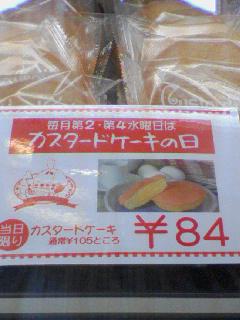 毎月第2・第4水曜日は
カスタードケーキの日
当日限り
カスタードケーキ
通常¥105ところ
¥84